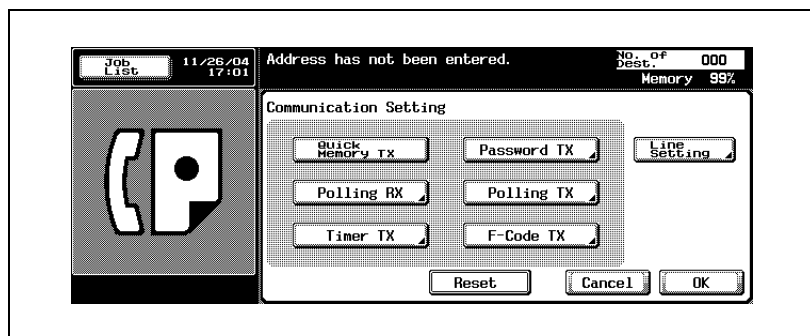 Job
List
11/26/04
17:01
Address has not been entered.
No. of
Dest.
000
Memory 99%
Communication Setting
Quick
Memory TX
Password TX
Line
Setting
Polling RX
Polling TX
Timer TX
F-Code TX
Reset
Cancel
OK